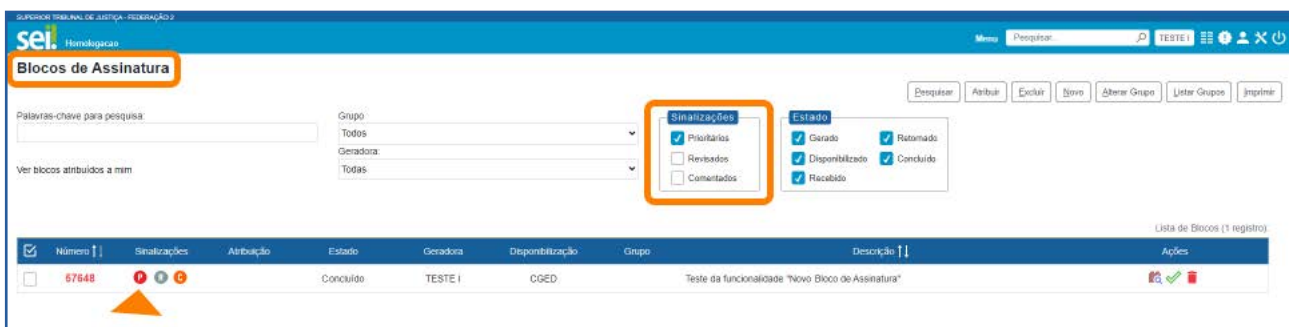 SUPERIOR TRIBUNAL DE JUSTIÇA - FEDERAÇÃO 2
sei! Homologacao
Menu Pesquisar... TESTE I
Blocos de Assinatura
Pesquisar Atribuir Excluir Novo Alterar Grupo Listar Grupos Imprimir
Palavras-chave para pesquisa:
Grupo
Todos
Geradora:
Todas
Ver blocos atribuídos a mim
Sinalizações
Prioritários
Revisados
Comentados
Estado
Gerado Retornado
Disponibilizado Concluído
Recebido
Lista de Blocos (1 registro)
Número Sinalizações Atribuição Estado Geradora Disponibilização Grupo Descrição Ações
67648 P R C Concluído TESTE I CGED Teste da funcionalidade "Novo Bloco de Assinatura"